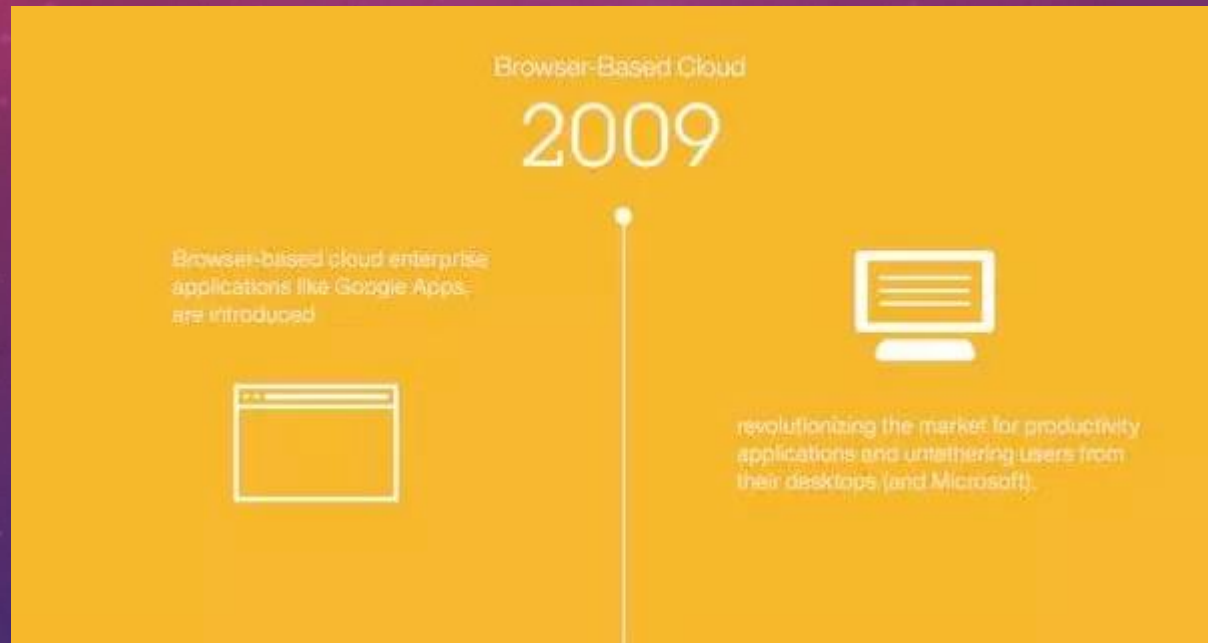 Browser-Based Cloud
2009
Browser-based cloud enterprise
applications like Google Apps,
are introduced
revolutionizing the market for productivity
applications and untethering users from
their desktops (and Microsoft).